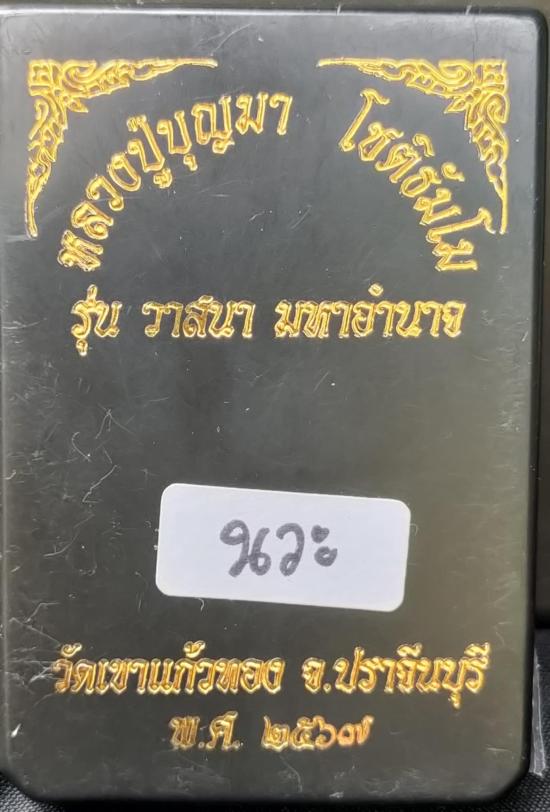 หลวงปู่บุญมา โชติธัมโม
รุ่น วาสนา มหาอำนาจ
นวะ
วัดเขาแก้วทอง จ.ปราจีนบุรี
พ.ศ. ๒๕๖๗